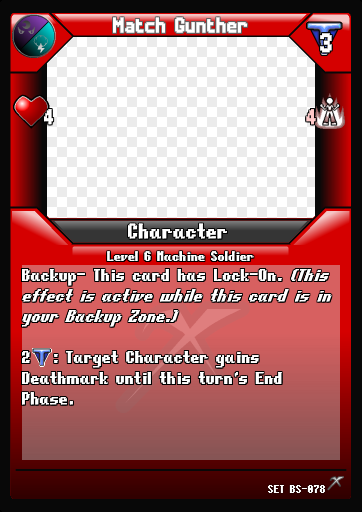 Match Gunther
3
4
4
Character
Level 6 Machine Soldier
Backup- This card has Lock-On. (This
effect is active while this card is in
your Backup Zone.)
2 : Target Character gains
Deathmark until this turn's End
Phase.
SET BS-078